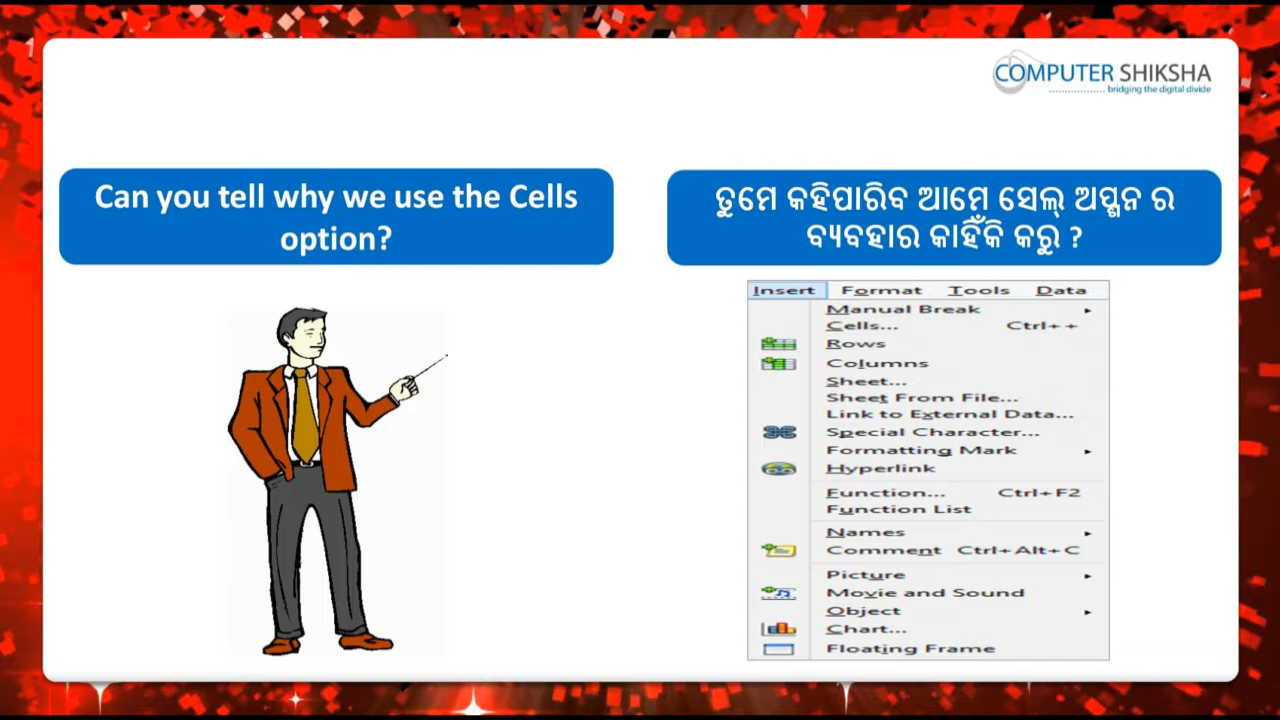 COMPUTER SHIKSHA
bridging the digital divide
Can you tell why we use the Cells
option?
ତୁମେ କହିପାରିବ ଆମେ ସେଲ୍ ଅପ୍ସନ ର
ବ୍ୟବହାର କାହିଁକି କରୁ ?
Insert Format Tools Data
Manual Break
Cells... Ctrl++
Rows
Columns
Sheet...
Sheet From File...
Link to External Data...
Special Character...
Formatting Mark
Hyperlink
Function... Ctrl+F2
Function List
Names
Comment Ctrl+Alt+C
Picture
Movie and Sound
Object
Chart...
Floating Frame